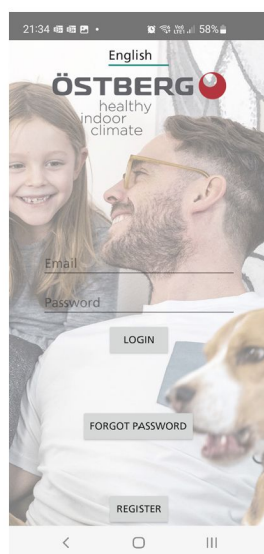 21:34
58%
English
ÖSTBERG
healthy
indoor
climate
Email
Password
LOGIN
FORGOT PASSWORD
REGISTER